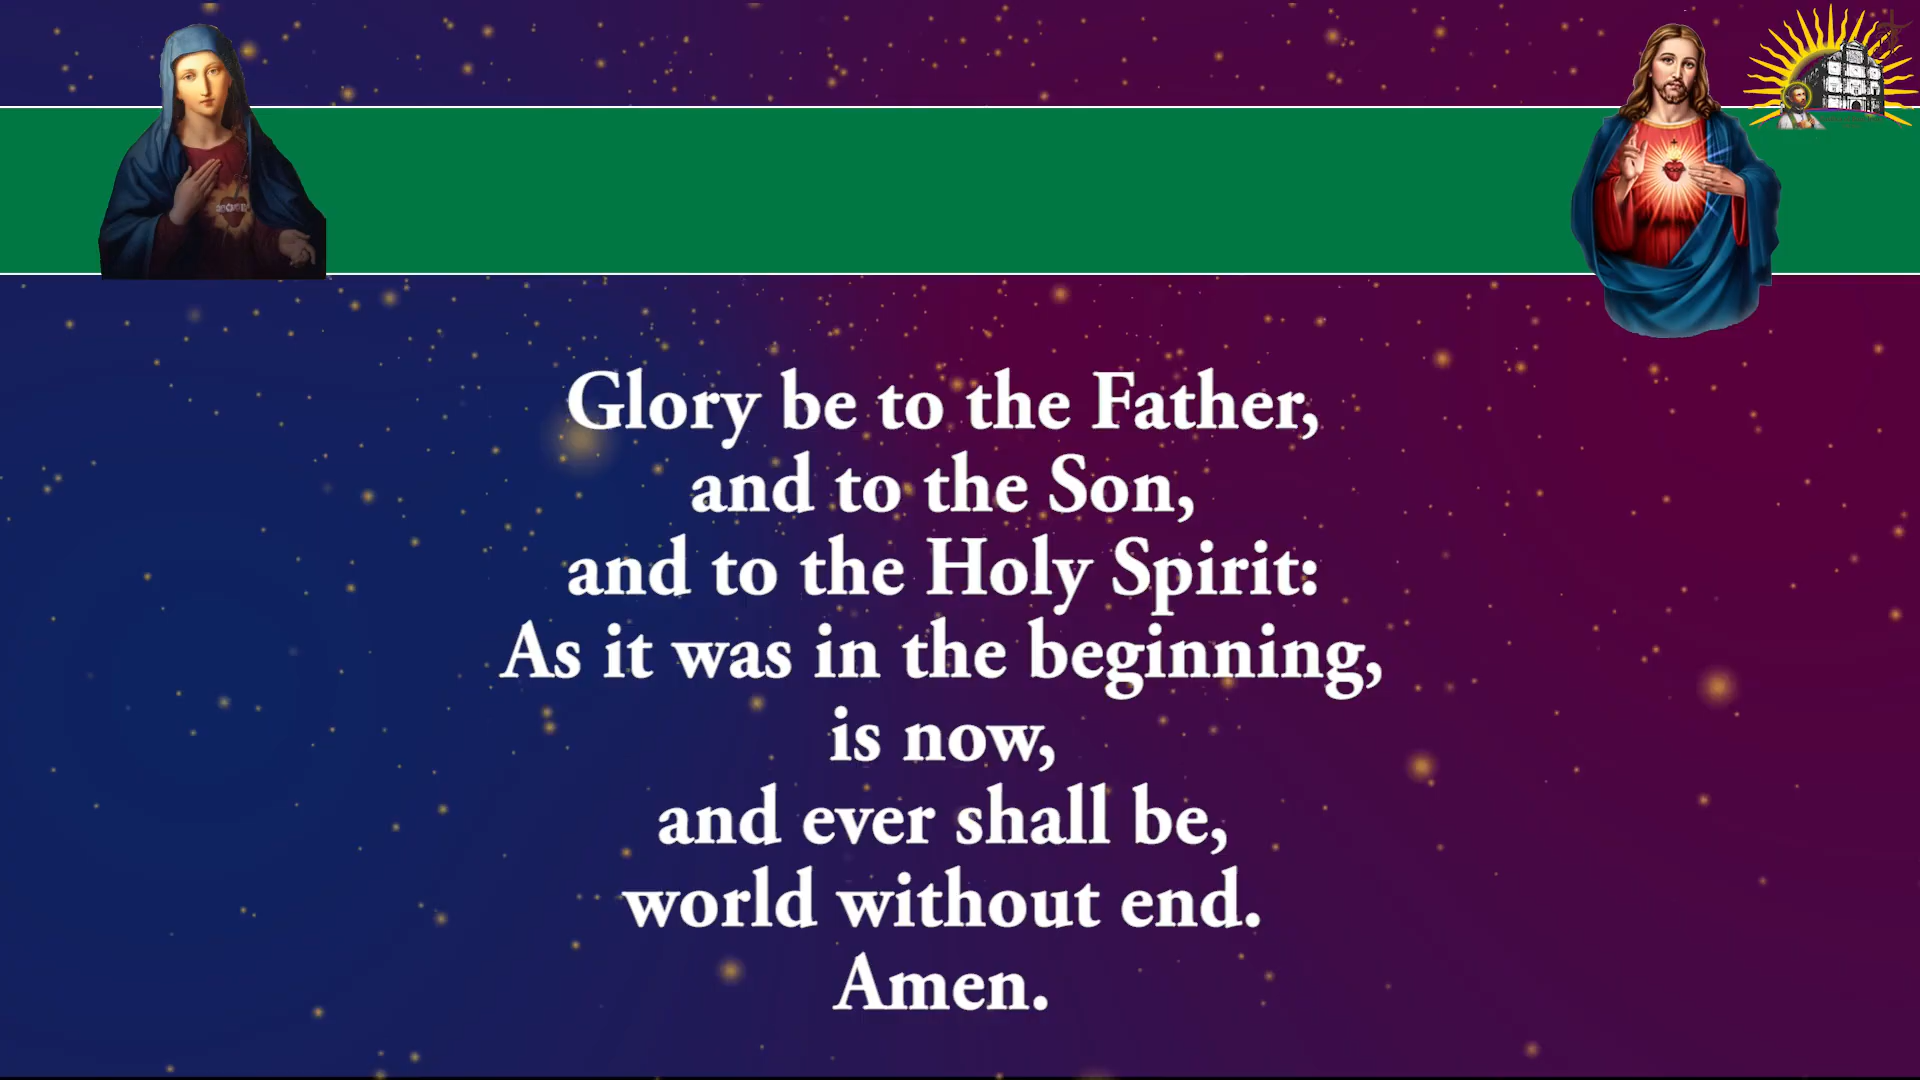 Glory be to the Father,
and to the Son,
and to the Holy Spirit:
As it was in the beginning,
is now,
and ever shall be,
world without end.
Amen.